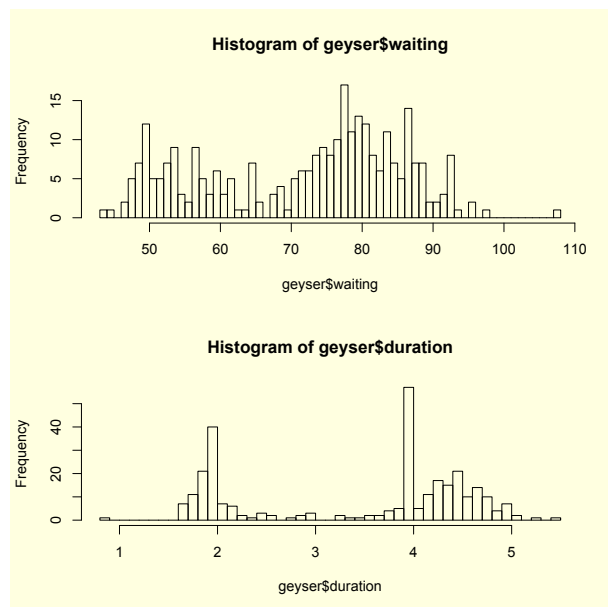 Histogram of geyser$waiting
Frequency
0 5 10 15
50 60 70 80 90 100 110
geyser$waiting
Histogram of geyser$duration
Frequency
0 20 40
1 2 3 4 5
geyser$duration